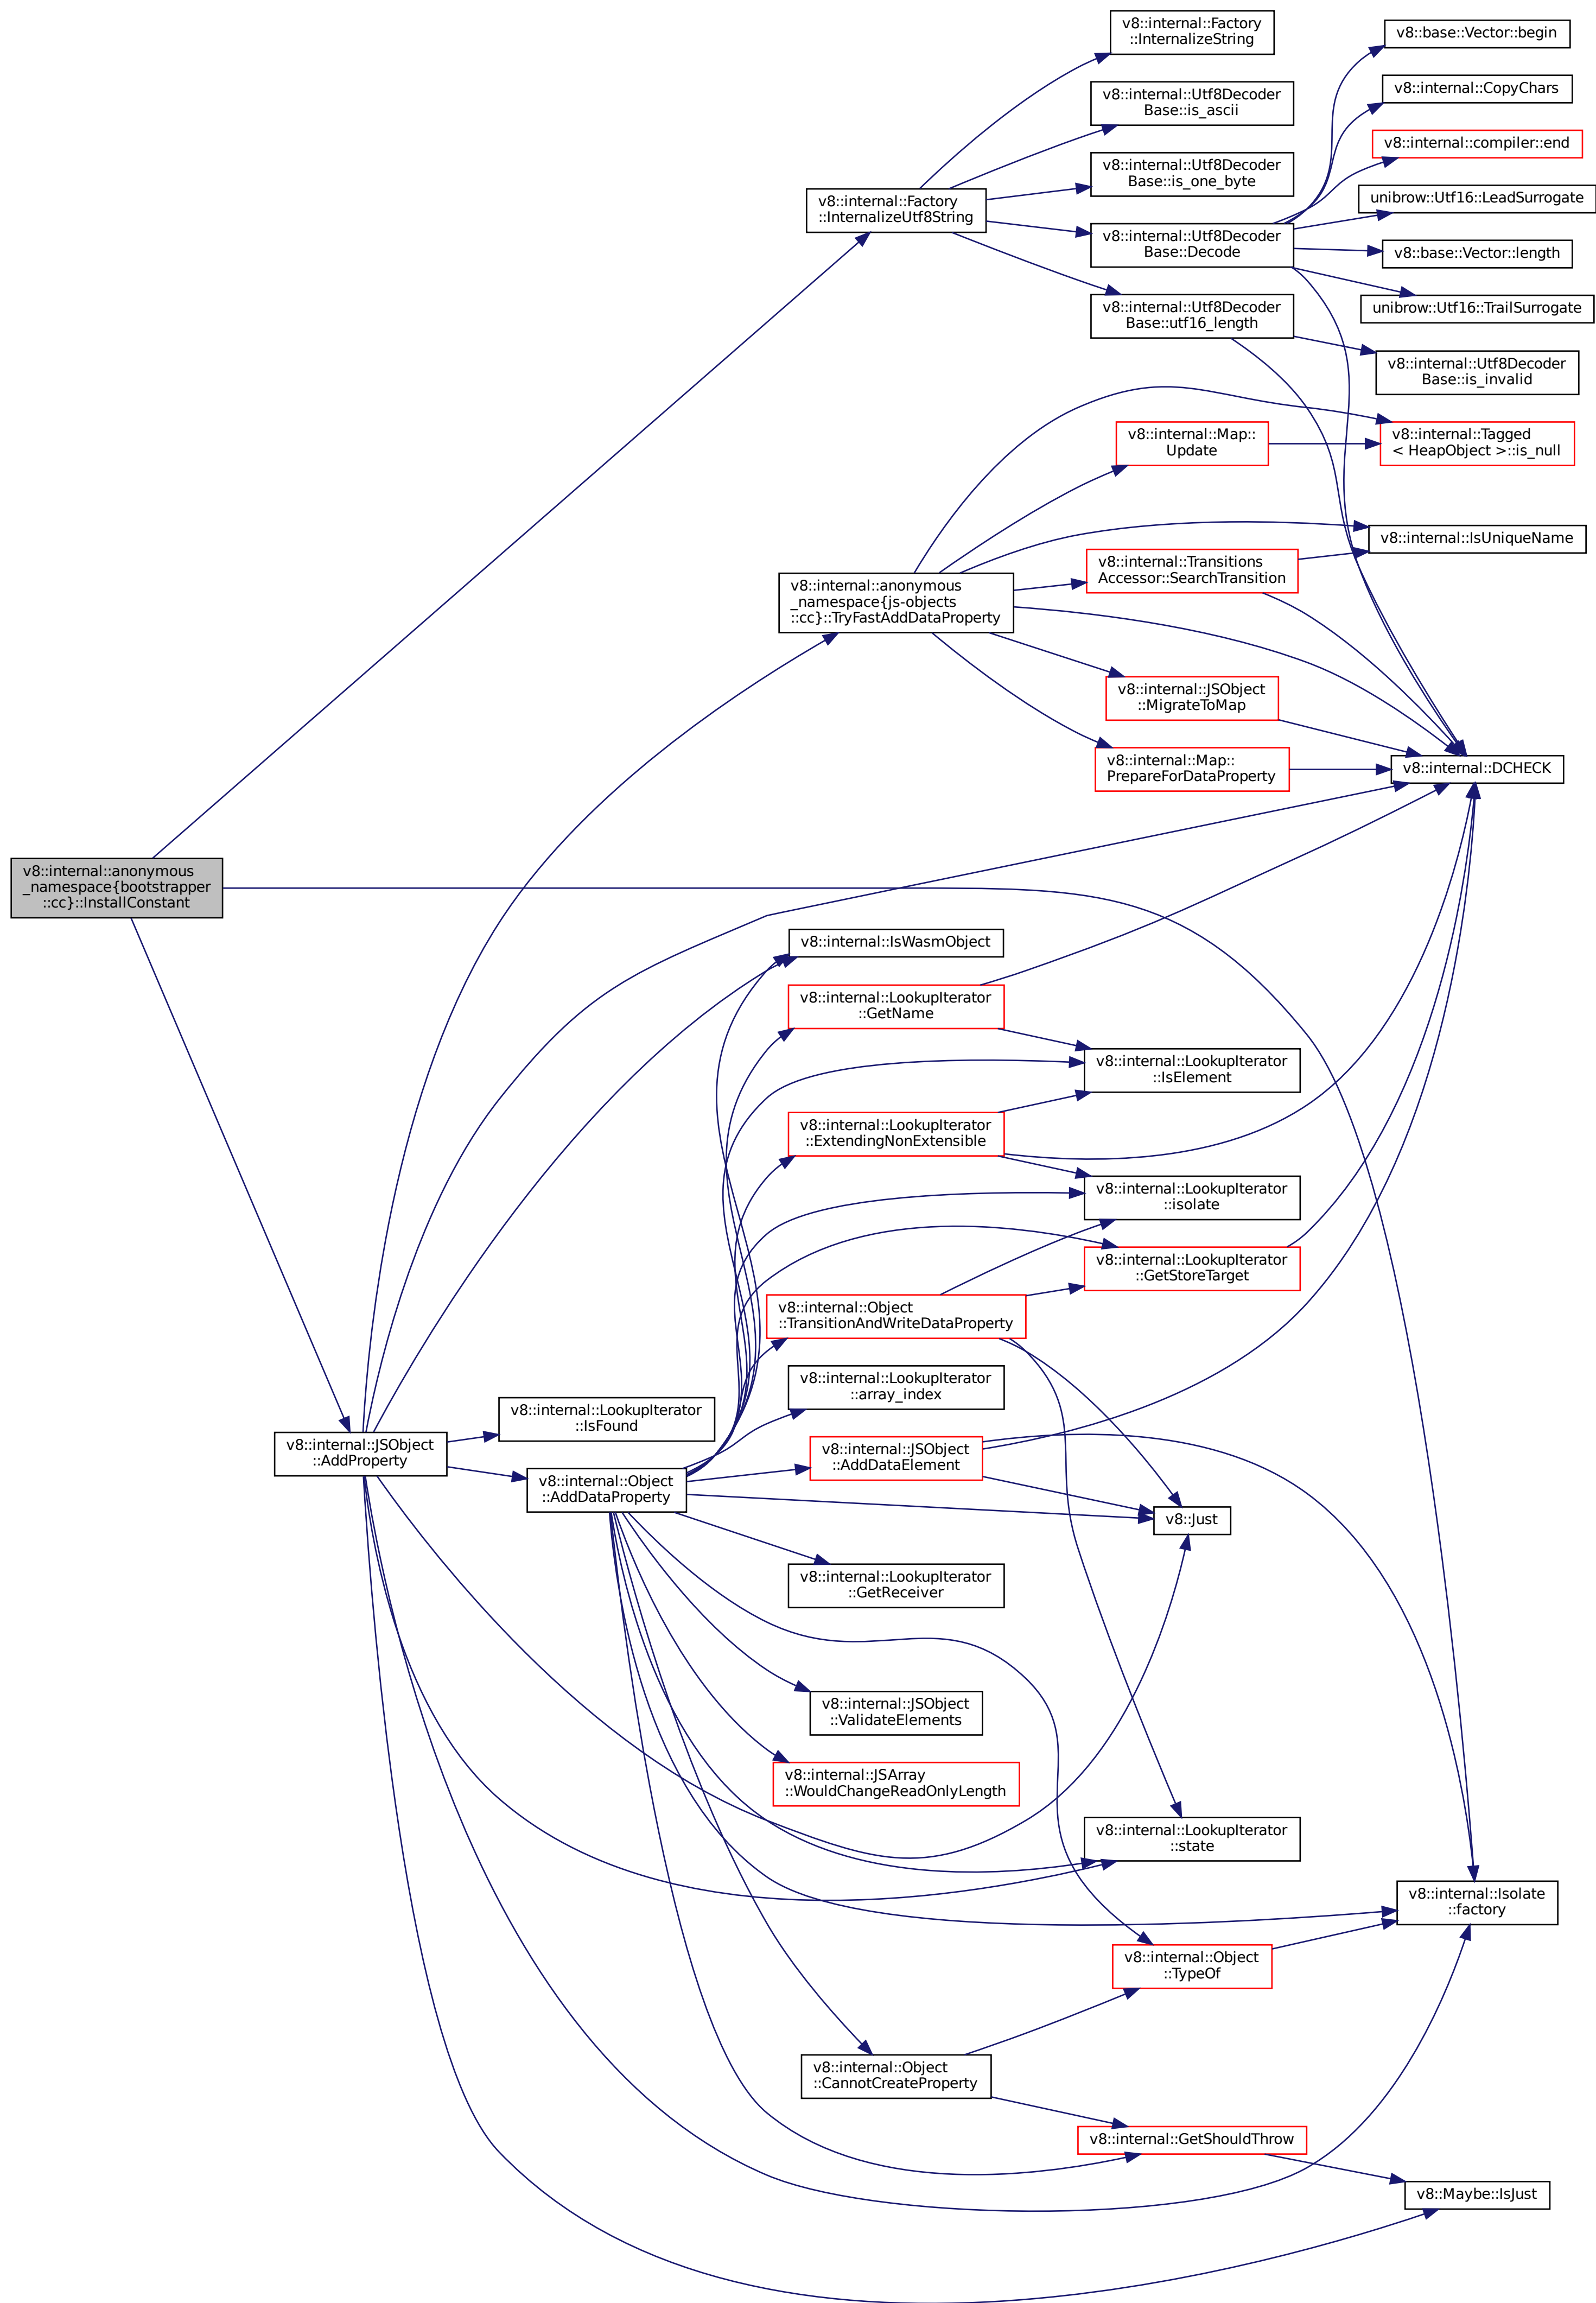 v8::internal::Factory
::InternalizeString
v8::base::Vector::begin
v8::internal::Utf8Decoder
Base::is_ascii
v8::internal::CopyChars
v8::internal::compiler::end
v8::internal::Utf8Decoder
Base::is_one_byte
v8::internal::Factory
::InternalizeUtf8String
unibrow::Utf16::LeadSurrogate
v8::internal::Utf8Decoder
Base::Decode
v8::base::Vector::length
v8::internal::Utf8Decoder
Base::utf16_length
unibrow::Utf16::TrailSurrogate
v8::internal::Utf8Decoder
Base::is_invalid
v8::internal::Map::
Update
v8::internal::Tagged
< HeapObject >::is_null
v8::internal::IsUniqueName
v8::internal::Transitions
Accessor::SearchTransition
v8::internal::anonymous
_namespace{js-objects
::cc}::TryFastAddDataProperty
v8::internal::JSObject
::MigrateToMap
v8::internal::Map::
PrepareForDataProperty
v8::internal::DCHECK
v8::internal::anonymous
_namespace{bootstrapper
::cc}::InstallConstant
v8::internal::IsWasmObject
v8::internal::LookupIterator
::GetName
v8::internal::LookupIterator
::IsElement
v8::internal::LookupIterator
::ExtendingNonExtensible
v8::internal::LookupIterator
::isolate
v8::internal::LookupIterator
::GetStoreTarget
v8::internal::Object
::TransitionAndWriteDataProperty
v8::internal::LookupIterator
::array_index
v8::internal::LookupIterator
::IsFound
v8::internal::JSObject
::AddProperty
v8::internal::JSObject
::AddDataElement
v8::internal::Object
::AddDataProperty
v8::Just
v8::internal::LookupIterator
::GetReceiver
v8::internal::JSObject
::ValidateElements
v8::internal::JSArray
::WouldChangeReadOnlyLength
v8::internal::LookupIterator
::state
v8::internal::Isolate
::factory
v8::internal::Object
::TypeOf
v8::internal::Object
::CannotCreateProperty
v8::internal::GetShouldThrow
v8::Maybe::IsJust